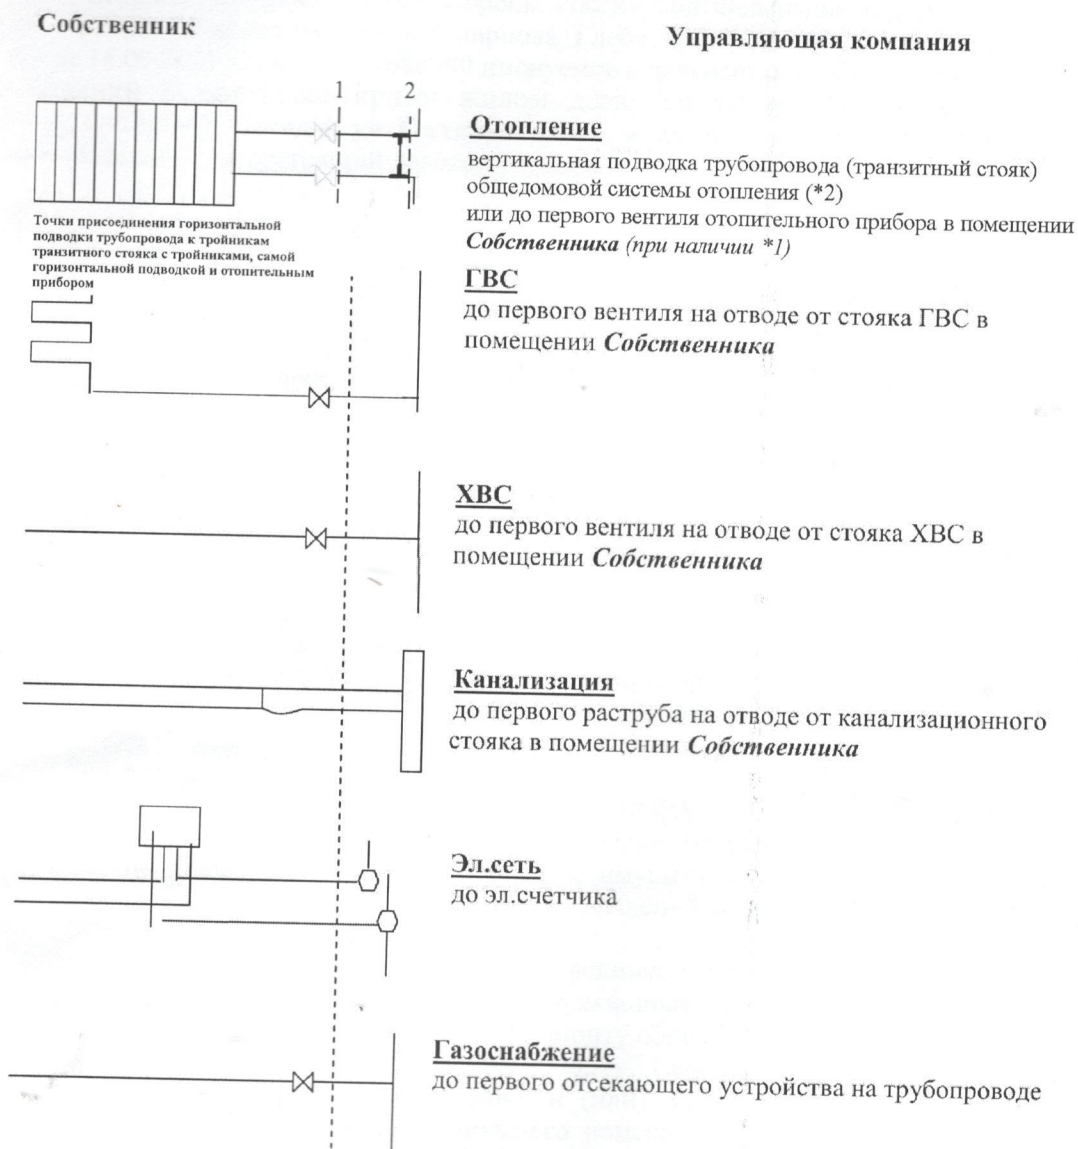 Собственник
Управляющая компания
1
2
Отопление
вертикальная подводка трубопровода (транзитный стояк)
общедомовой системы отопления (*2)
или до первого вентиля отопительного прибора в помещении
Собственника (при наличии *1)
Точки присоединения горизонтальной
подводки трубопровода к тройникам
транзитного стояка с тройниками, самой
горизонтальной подводкой и отопительным
прибором
ГВС
до первого вентиля на отводе от стояка ГВС в
помещении Собственника
ХВС
до первого вентиля на отводе от стояка ХВС в
помещении Собственника
Канализация
до первого раструба на отводе от канализационного
стояка в помещении Собственника
Эл.сеть
до эл.счетчика
Газоснабжение
до первого отсекающего устройства на трубопроводе